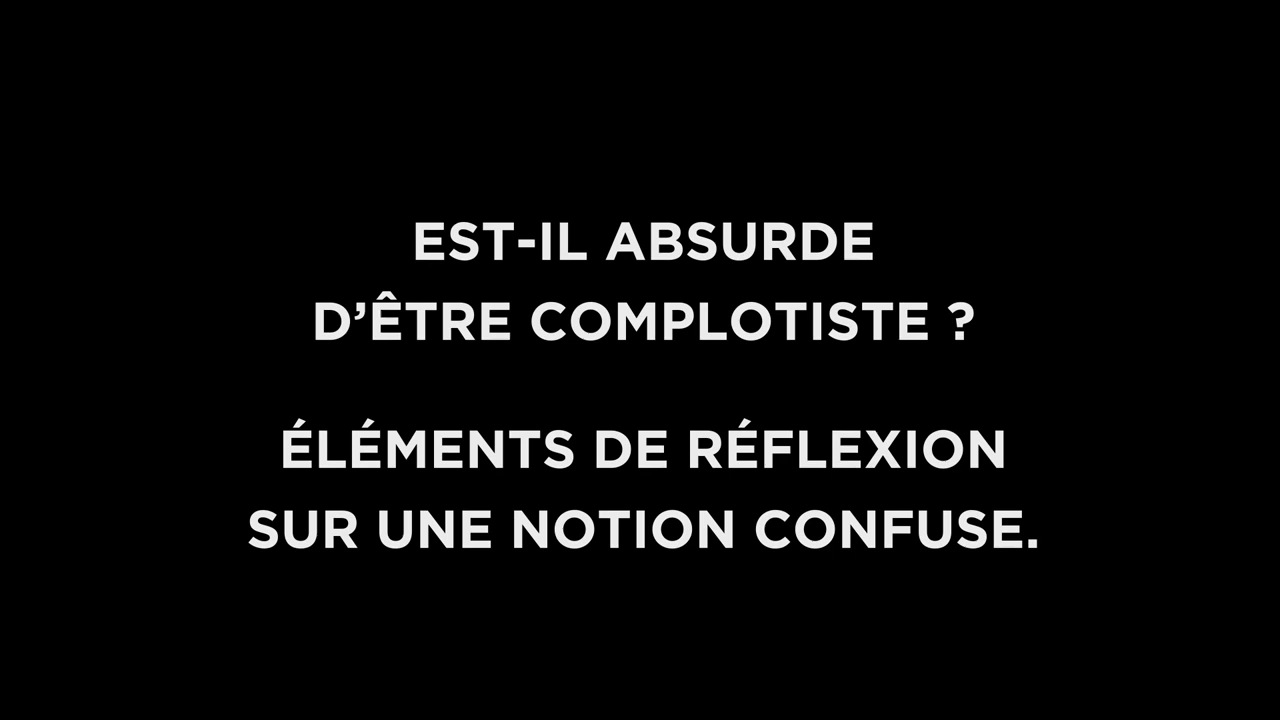 EST-IL ABSURDE
D’ÊTRE COMPLOTISTE ?
ÉLÉMENTS DE RÉFLEXION
SUR UNE NOTION CONFUSE.